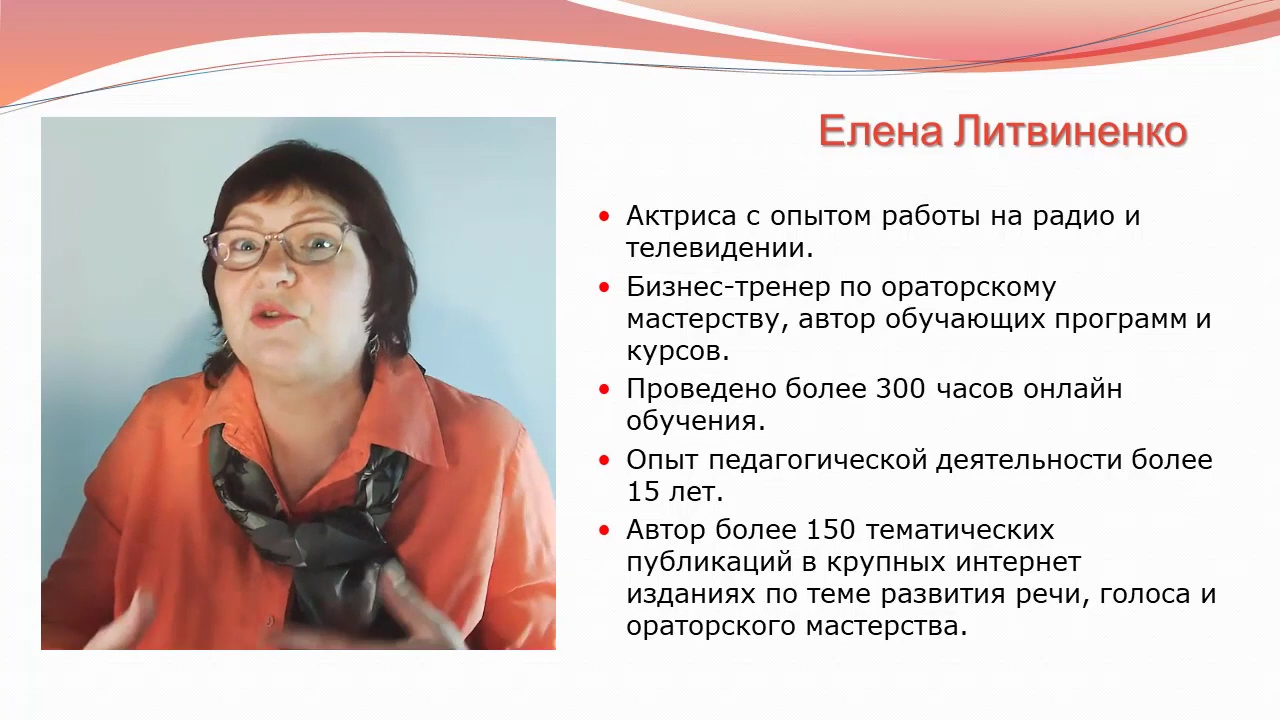 Елена Литвиненко
• Актриса с опытом работы на радио и
телевидении.
• Бизнес-тренер по ораторскому
мастерству, автор обучающих программ и
курсов.
• Проведено более 300 часов онлайн
обучения.
• Опыт педагогической деятельности более
15 лет.
• Автор более 150 тематических
публикаций в крупных интернет
изданиях по теме развития речи, голоса и
ораторского мастерства.